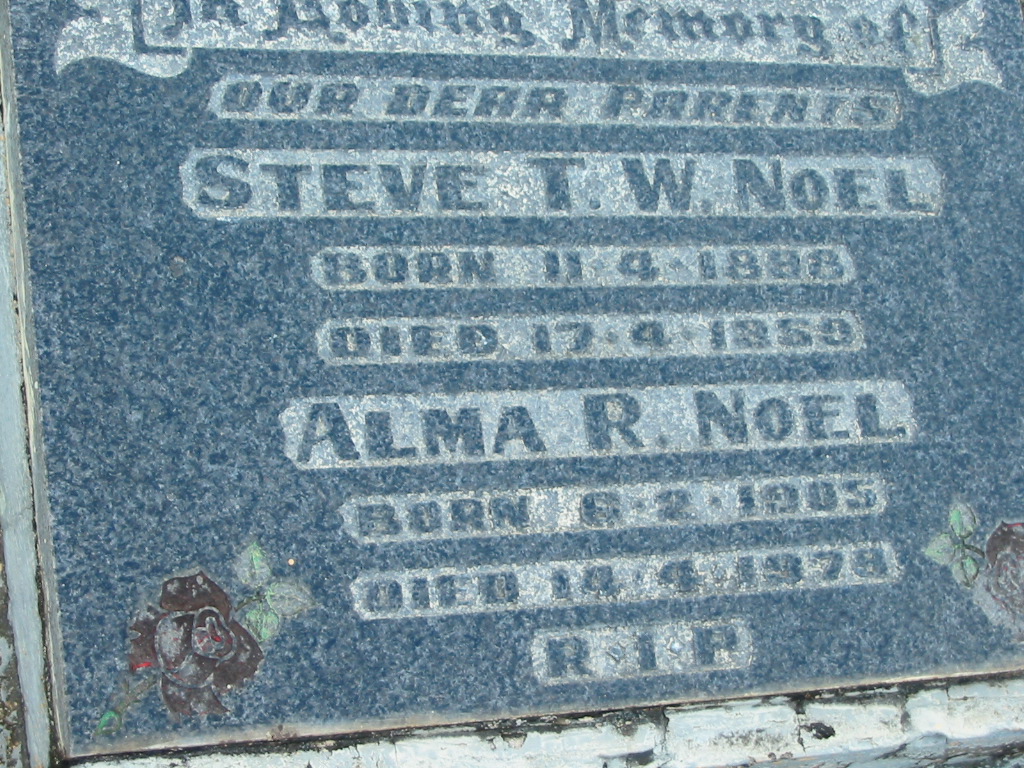 In Loving Memory of
OUR DEAR PARENTS
STEVE T. W. NOEL
BORN 11·4·1888
DIED 17·4·1959
ALMA R. NOEL
BORN 6·2·1905
DIED 14·4·1978
R·I·P